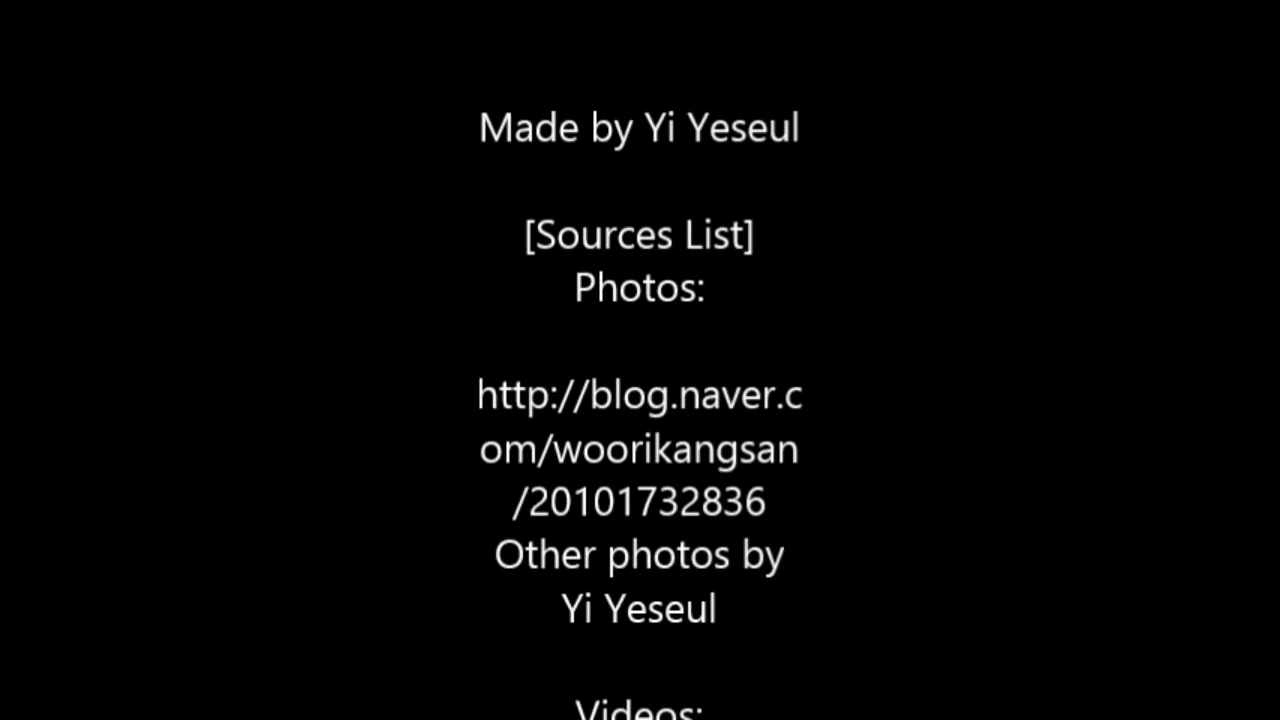 Made by Yi Yeseul
[Sources List]
Photos:
http://blog.naver.c
om/woorikangsan
/20101732836
Other photos by
Yi Yeseul
Videos: